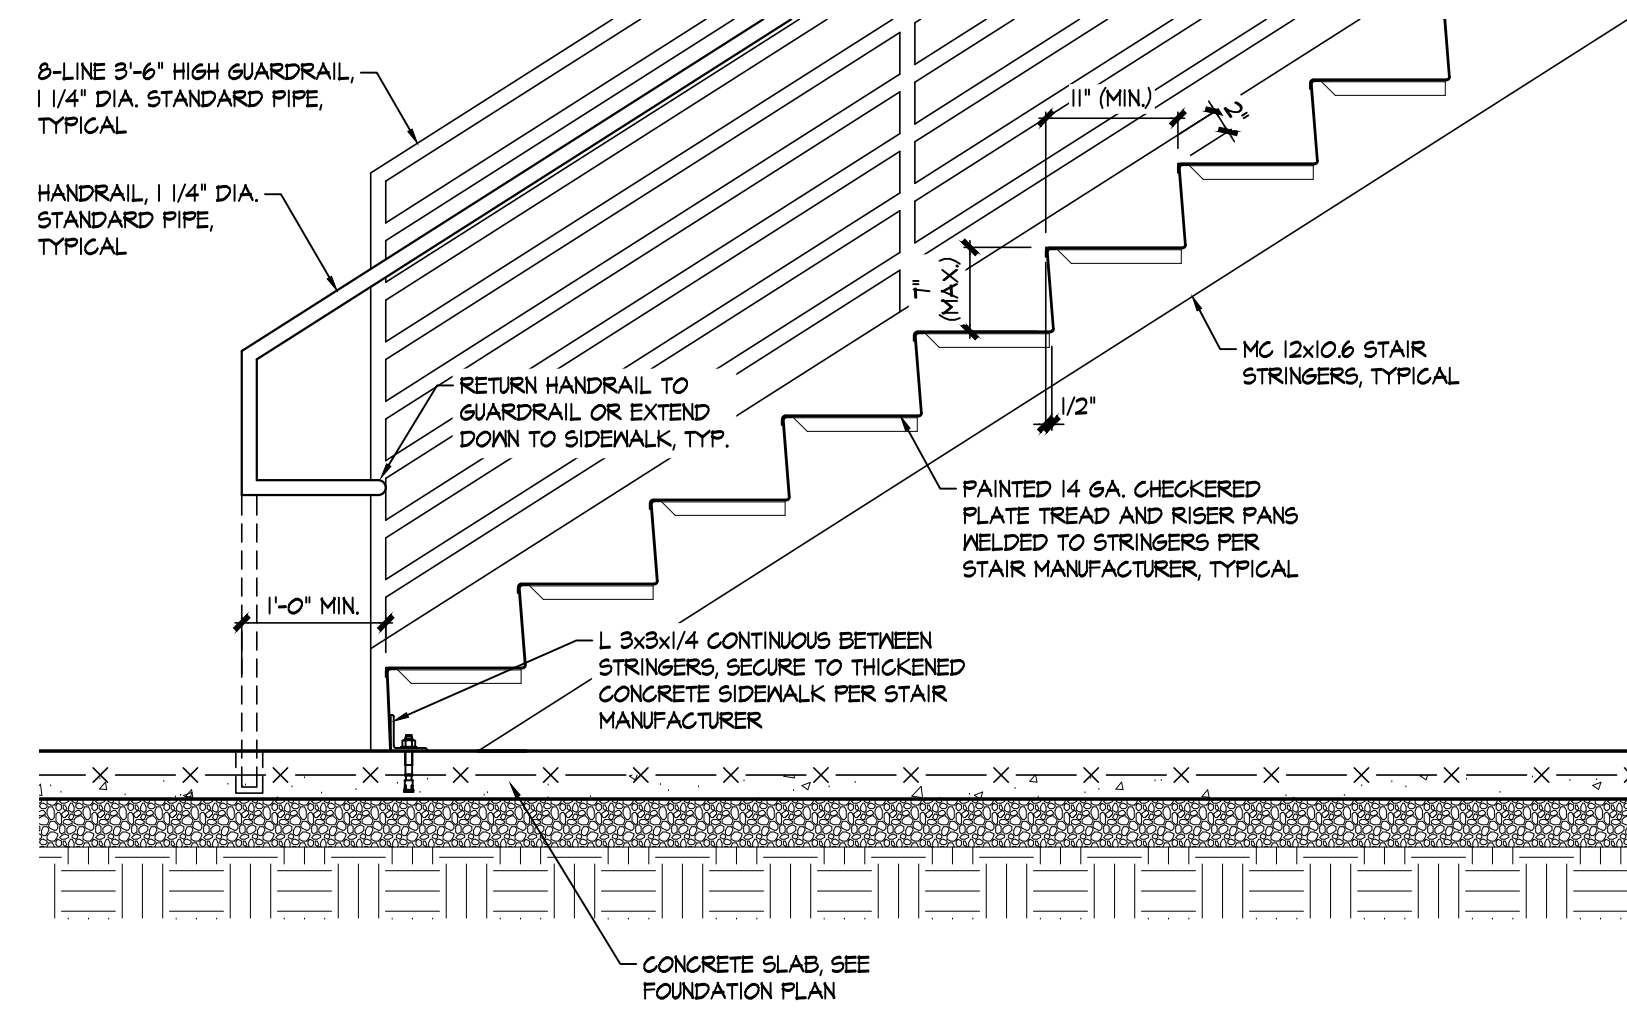 8-LINE 3'-6" HIGH GUARDRAIL,
1 1/4" DIA. STANDARD PIPE,
TYPICAL
HANDRAIL, 1 1/4" DIA.
STANDARD PIPE,
TYPICAL
11" (MIN.)
2"
7"
(MAX.)
MC 12x10.6 STAIR
STRINGERS, TYPICAL
1/2"
RETURN HANDRAIL TO
GUARDRAIL OR EXTEND
DOWN TO SIDEWALK, TYP.
PAINTED 14 GA. CHECKERED
PLATE TREAD AND RISER PANS
WELDED TO STRINGERS PER
STAIR MANUFACTURER, TYPICAL
1'-0" MIN.
L 3x3x1/4 CONTINUOUS BETWEEN
STRINGERS, SECURE TO THICKENED
CONCRETE SIDEWALK PER STAIR
MANUFACTURER
CONCRETE SLAB, SEE
FOUNDATION PLAN